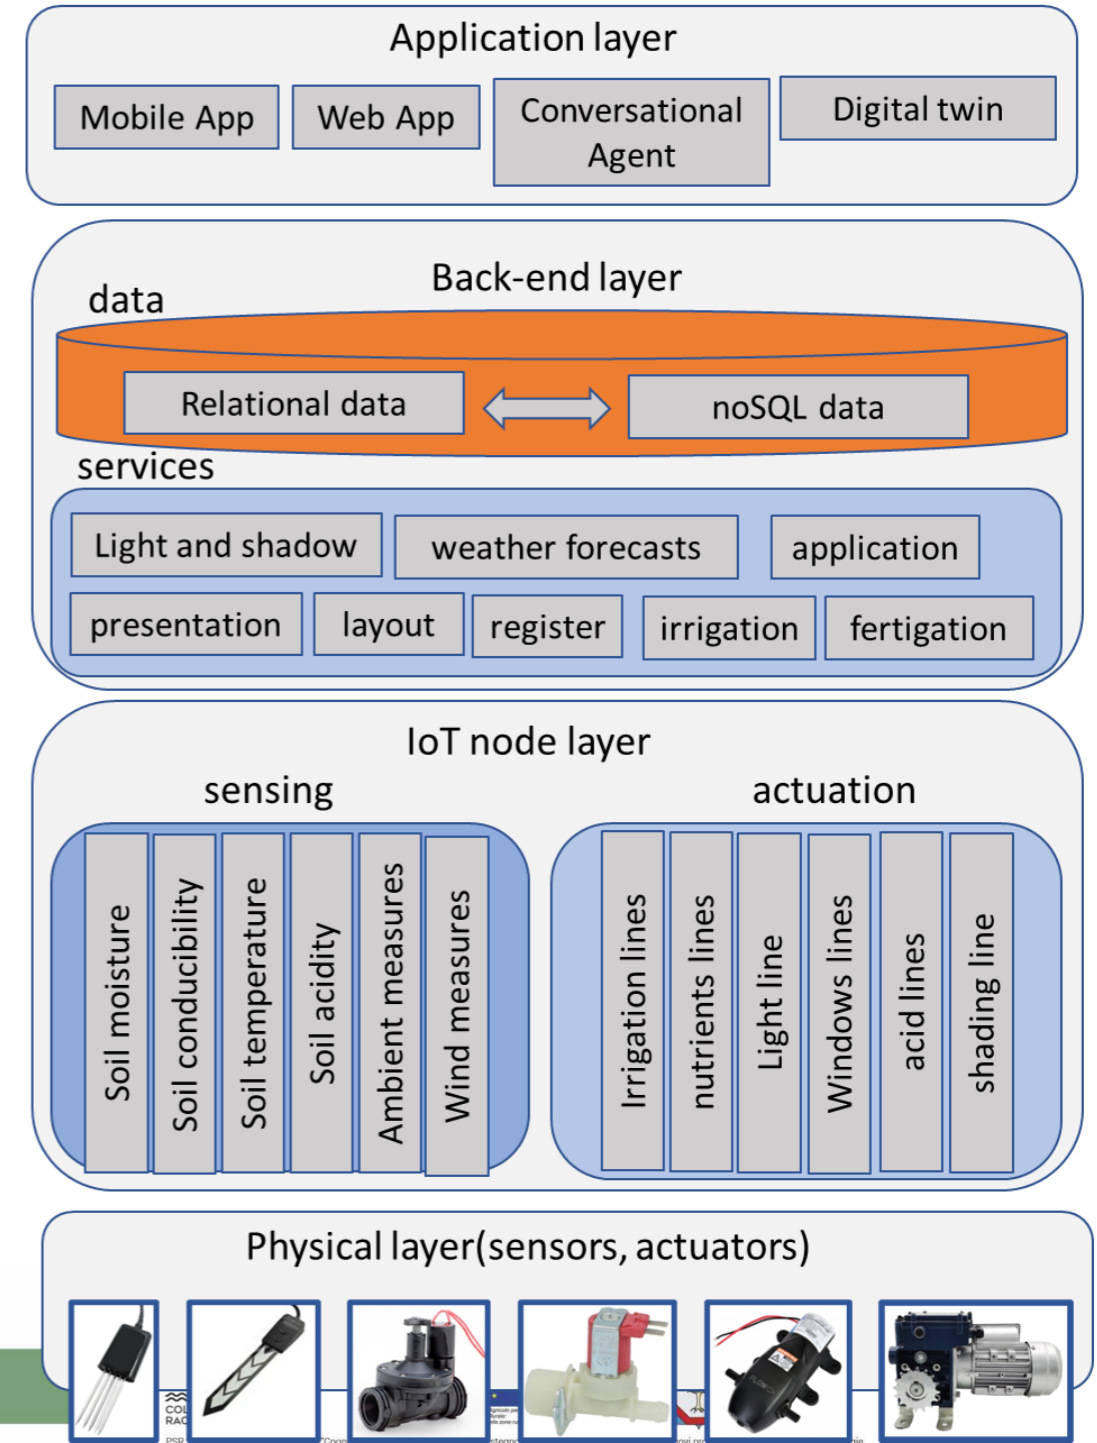 Application layer
Mobile App
Web App
Conversational
Agent
Digital twin
Back-end layer
data
Relational data
noSQL data
services
Light and shadow
weather forecasts
application
presentation
layout
register
irrigation
fertigation
IoT node layer
sensing
actuation
Soil moisture
Soil conducibility
Soil temperature
Soil acidity
Ambient measures
Wind measures
Irrigation lines
nutrients lines
Light line
Windows lines
acid lines
shading line
Physical layer(sensors, actuators)
COL
RAC
PSR